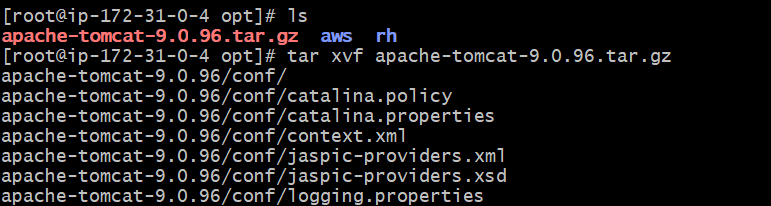 [root@ip-172-31-0-4 opt]# ls
apache-tomcat-9.0.96.tar.gz  aws  rh
[root@ip-172-31-0-4 opt]# tar xvf apache-tomcat-9.0.96.tar.gz
apache-tomcat-9.0.96/conf/
apache-tomcat-9.0.96/conf/catalina.policy
apache-tomcat-9.0.96/conf/catalina.properties
apache-tomcat-9.0.96/conf/context.xml
apache-tomcat-9.0.96/conf/jaspic-providers.xml
apache-tomcat-9.0.96/conf/jaspic-providers.xsd
apache-tomcat-9.0.96/conf/logging.properties